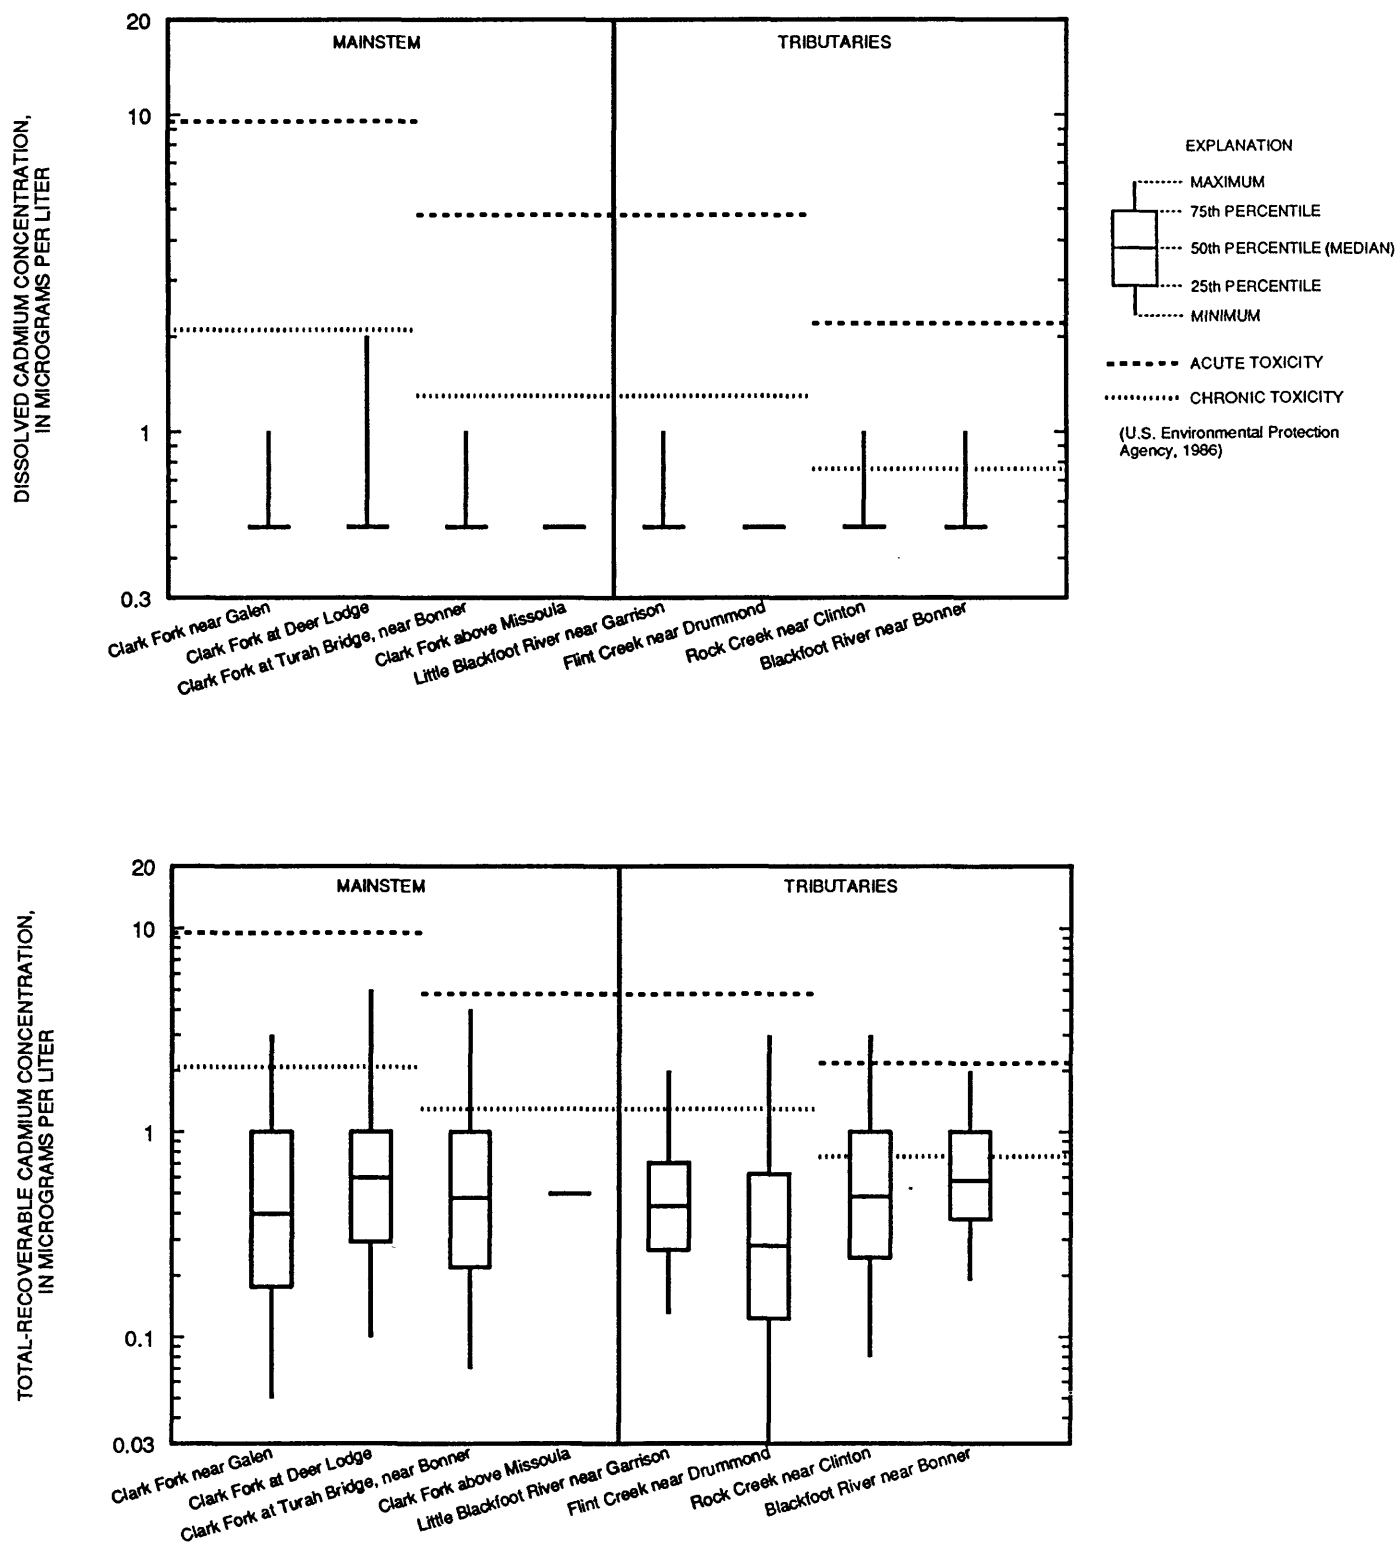 DISSOLVED CADMIUM CONCENTRATION,
IN MICROGRAMS PER LITER
20
10
1
0.3
MAINSTEM
TRIBUTARIES
Clark Fork near Galen
Clark Fork at Deer Lodge
Clark Fork at Turah Bridge, near Bonner
Clark Fork above Missoula
Little Blackfoot River near Garrison
Flint Creek near Drummond
Rock Creek near Clinton
Blackfoot River near Bonner
EXPLANATION
MAXIMUM
75th PERCENTILE
50th PERCENTILE (MEDIAN)
25th PERCENTILE
MINIMUM
ACUTE TOXICITY
CHRONIC TOXICITY
(U.S. Environmental Protection
Agency, 1986)
TOTAL-RECOVERABLE CADMIUM CONCENTRATION,
IN MICROGRAMS PER LITER
20
10
1
0.1
0.03
MAINSTEM
TRIBUTARIES
Clark Fork near Galen
Clark Fork at Deer Lodge
Clark Fork at Turah Bridge, near Bonner
Clark Fork above Missoula
Little Blackfoot River near Garrison
Flint Creek near Drummond
Rock Creek near Clinton
Blackfoot River near Bonner